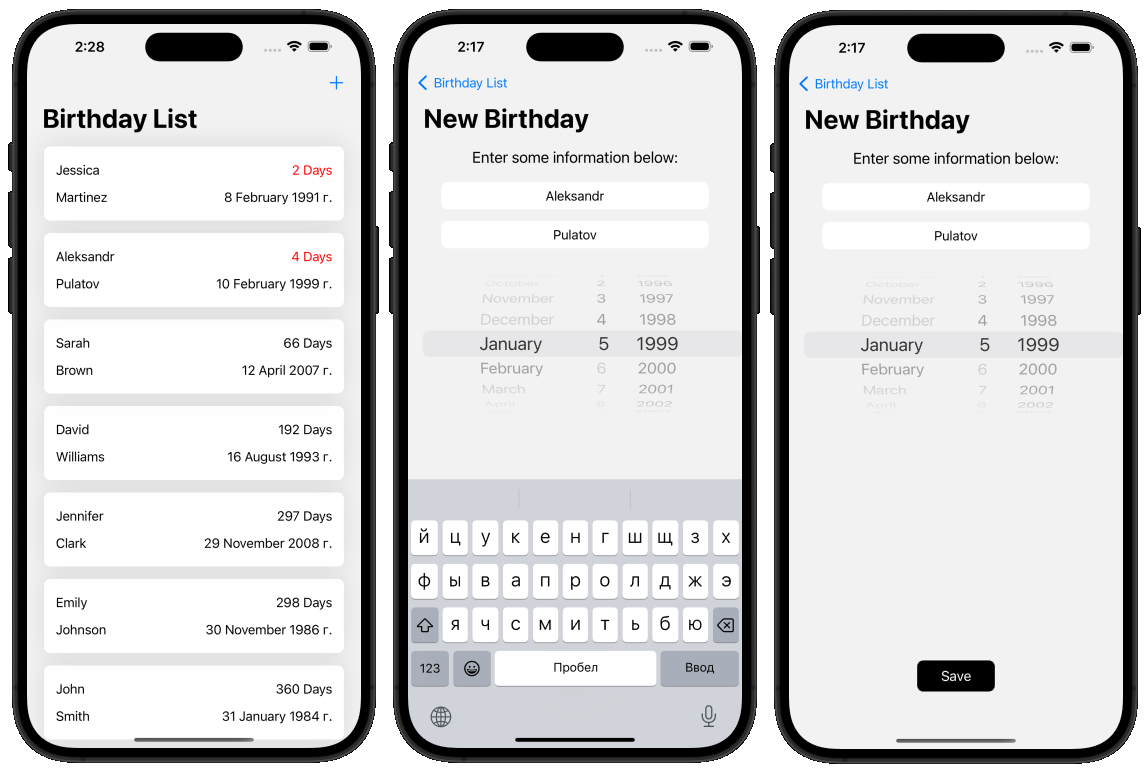 2:28
Birthday List
Jessica 2 Days
Martinez 8 February 1991 г.
Aleksandr 4 Days
Pulatov 10 February 1999 г.
Sarah 66 Days
Brown 12 April 2007 г.
David 192 Days
Williams 16 August 1993 г.
Jennifer 297 Days
Clark 29 November 2008 г.
Emily 298 Days
Johnson 30 November 1986 г.
John 360 Days
Smith 31 January 1984 г.
2:17
Birthday List
New Birthday
Enter some information below:
Aleksandr
Pulatov
October 2 1996
November 3 1997
December 4 1998
January 5 1999
February 6 2000
March 7 2001
April 8 2002
й ц у к е н г ш щ з х
ф ы в а п р о л д ж э
я ч с м и т ь б ю
123 Пробел Ввод
2:17
Birthday List
New Birthday
Enter some information below:
Aleksandr
Pulatov
October 2 1996
November 3 1997
December 4 1998
January 5 1999
February 6 2000
March 7 2001
April 8 2002
Save